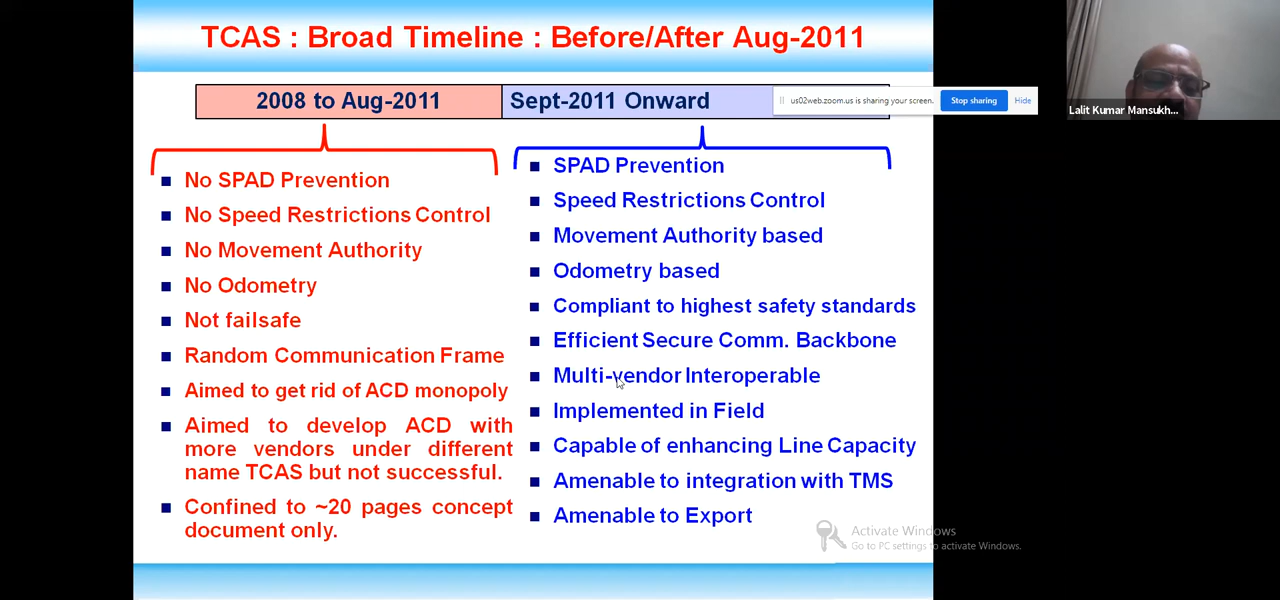 TCAS : Broad Timeline : Before/After Aug-2011
2008 to Aug-2011
Sept-2011 Onward
us02web.zoom.us is sharing your screen.
Stop sharing
Hide
Lalit Kumar Mansukh...
No SPAD Prevention
No Speed Restrictions Control
No Movement Authority
No Odometry
Not failsafe
Random Communication Frame
Aimed to get rid of ACD monopoly
Aimed to develop ACD with
more vendors under different
name TCAS but not successful.
Confined to ~20 pages concept
document only.
SPAD Prevention
Speed Restrictions Control
Movement Authority based
Odometry based
Compliant to highest safety standards
Efficient Secure Comm. Backbone
Multi-vendor Interoperable
Implemented in Field
Capable of enhancing Line Capacity
Amenable to integration with TMS
Amenable to Export
Activate Windows
Go to PC settings to activate Windows.